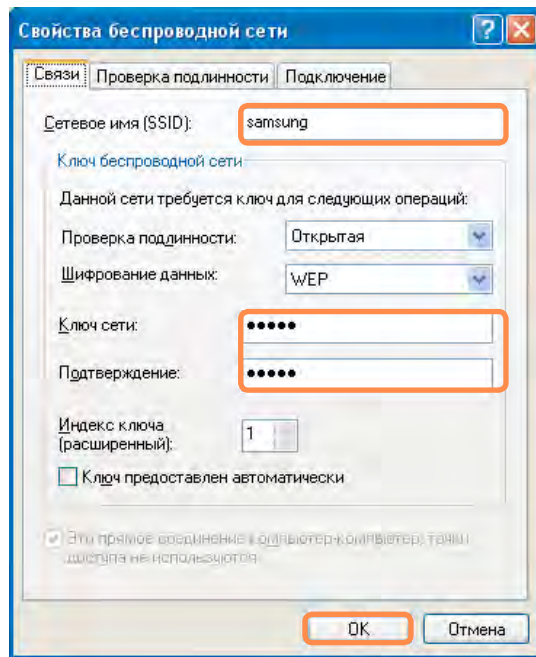 Свойства беспроводной сети
Связи Проверка подлинности Подключение
Сетевое имя (SSID): samsung
Ключ беспроводной сети
Данной сети требуется ключ для следующих операций:
Проверка подлинности: Открытая
Шифрование данных: WEP
Ключ сети: •••••
Подтверждение: •••••
Индекс ключа
(расширенный): 1
Ключ предоставлен автоматически
Это прямое соединение компьютер-компьютер; точки
доступа не используются
OK Отмена